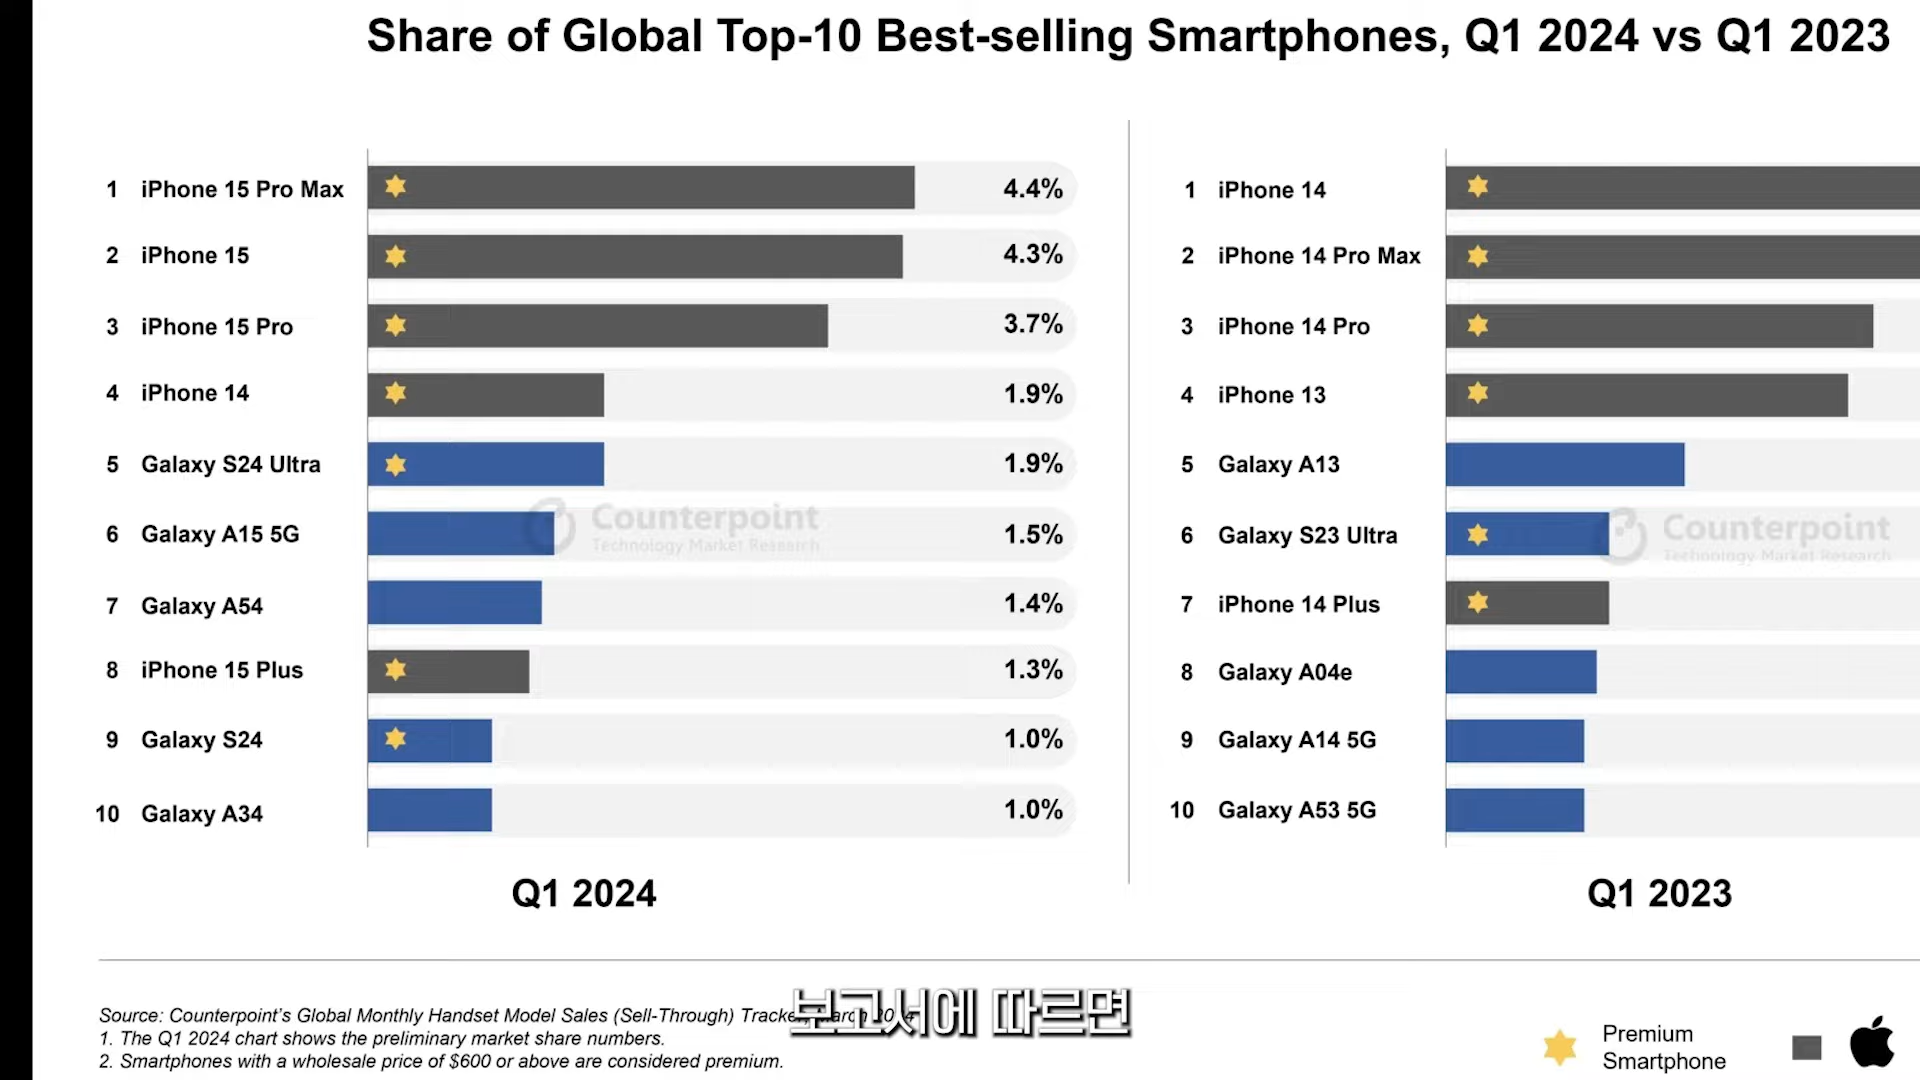 Share of Global Top-10 Best-selling Smartphones, Q1 2024 vs Q1 2023
1 iPhone 15 Pro Max 4.4%
2 iPhone 15 4.3%
3 iPhone 15 Pro 3.7%
4 iPhone 14 1.9%
5 Galaxy S24 Ultra 1.9%
6 Galaxy A15 5G 1.5%
7 Galaxy A54 1.4%
8 iPhone 15 Plus 1.3%
9 Galaxy S24 1.0%
10 Galaxy A34 1.0%
Counterpoint
Technology Market Research
Q1 2024
1 iPhone 14
2 iPhone 14 Pro Max
3 iPhone 14 Pro
4 iPhone 13
5 Galaxy A13
6 Galaxy S23 Ultra
7 iPhone 14 Plus
8 Galaxy A04e
9 Galaxy A14 5G
10 Galaxy A53 5G
Counterpoint
Technology Market Research
Q1 2023
Source: Counterpoint's Global Monthly Handset Model Sales (Sell-Through) Tracker,
1. The Q1 2024 chart shows the preliminary market share numbers.
2. Smartphones with a wholesale price of $600 or above are considered premium.
보고서에 따르면
Premium
Smartphone